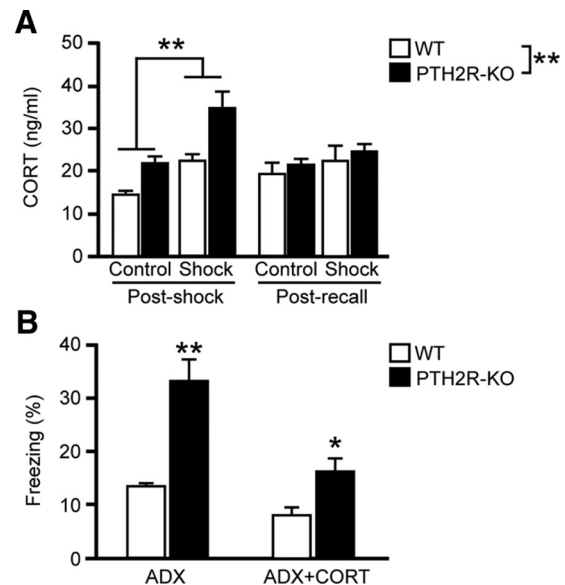 A
50
40
30
20
10
0
CORT (ng/ml)
**
WT
PTH2R-KO
**
Control Shock Control Shock
Post-shock Post-recall
B
40
30
20
10
0
Freezing (%)
**
*
WT
PTH2R-KO
ADX ADX+CORT